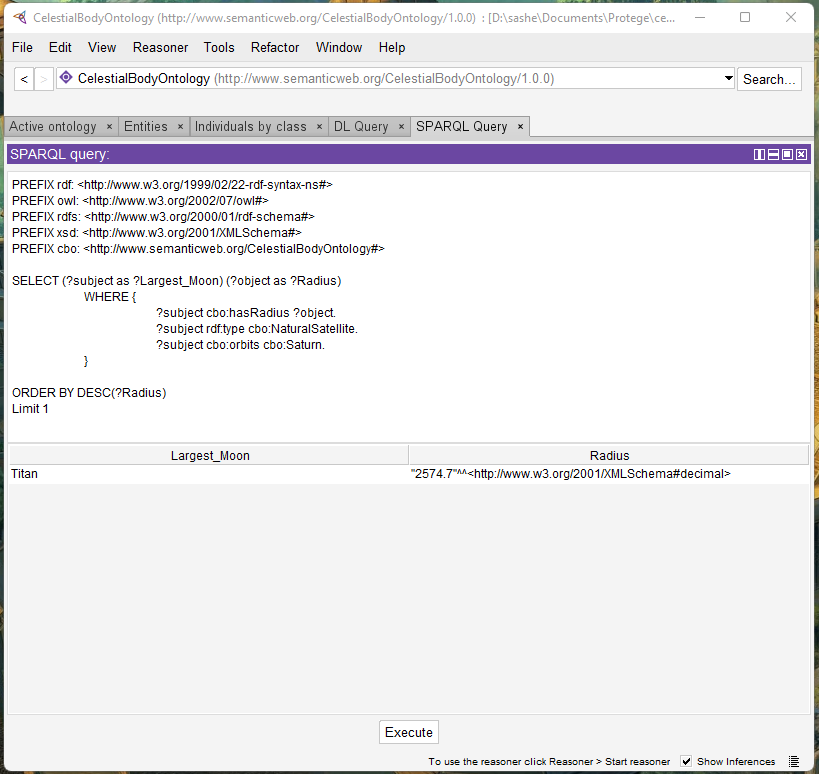 CelestialBodyOntology (http://www.semanticweb.org/CelestialBodyOntology/1.0.0) : [D:\sashe\Documents\Protege\ce...
File Edit View Reasoner Tools Refactor Window Help
< > CelestialBodyOntology (http://www.semanticweb.org/CelestialBodyOntology/1.0.0) Search...
Active ontology × Entities × Individuals by class × DL Query × SPARQL Query ×
SPARQL query:
PREFIX rdf: <http://www.w3.org/1999/02/22-rdf-syntax-ns#>
PREFIX owl: <http://www.w3.org/2002/07/owl#>
PREFIX rdfs: <http://www.w3.org/2000/01/rdf-schema#>
PREFIX xsd: <http://www.w3.org/2001/XMLSchema#>
PREFIX cbo: <http://www.semanticweb.org/CelestialBodyOntology#>
SELECT (?subject as ?Largest_Moon) (?object as ?Radius)
WHERE {
?subject cbo:hasRadius ?object.
?subject rdf:type cbo:NaturalSatellite.
?subject cbo:orbits cbo:Saturn.
}
ORDER BY DESC(?Radius)
Limit 1
Largest_Moon Radius
Titan "2574.7"^^<http://www.w3.org/2001/XMLSchema#decimal>
Execute
To use the reasoner click Reasoner > Start reasoner Show Inferences